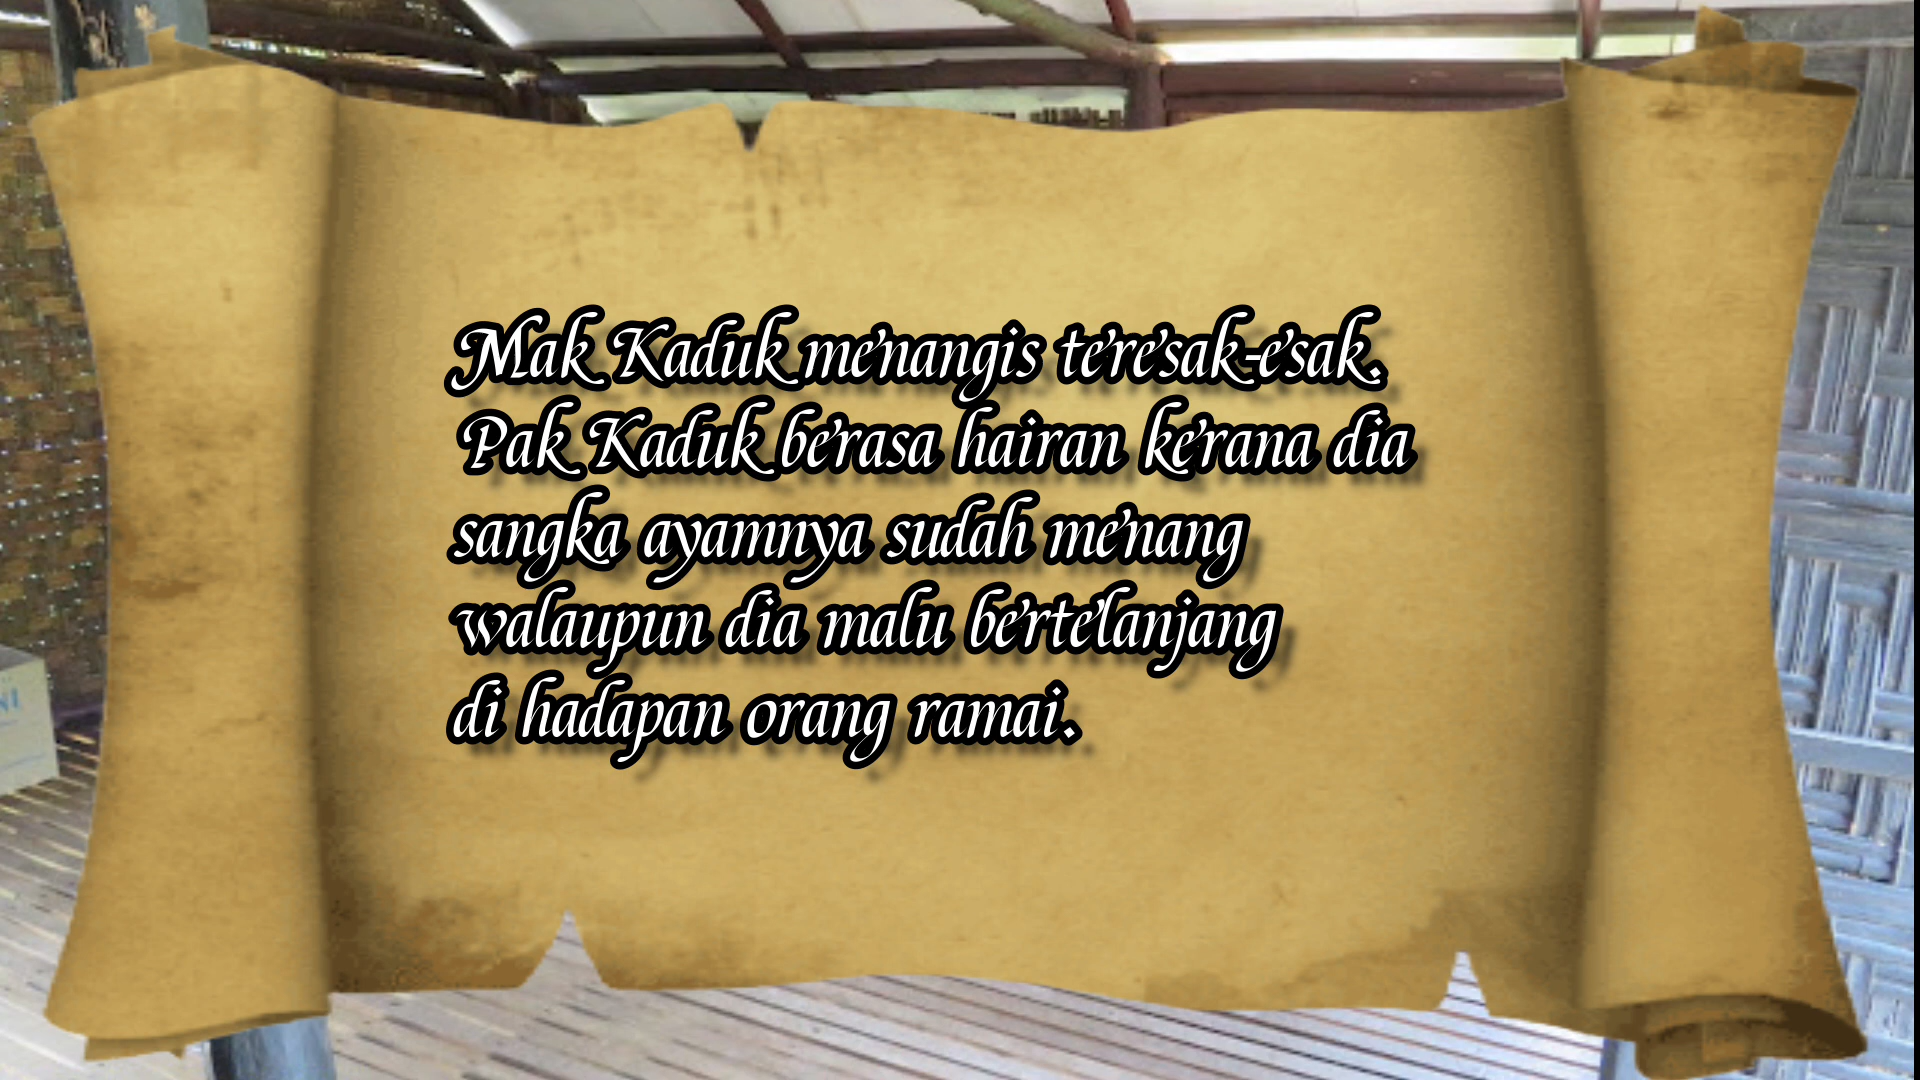 Mak Kaduk menangis teresak-esak.
Pak Kaduk berasa hairan kerana dia
sangka ayamnya sudah menang
walaupun dia malu bertelanjang
di hadapan orang ramai.